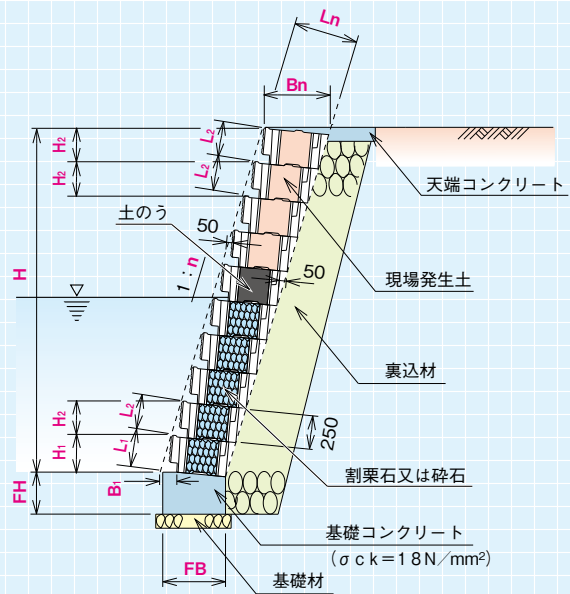 Ln
Bn
H2
L2
H2
L2
天端コンクリート
土のう
50
H
1:n
50
現場発生土
裏込材
H2
L2
250
H1
L1
割栗石又は砕石
FH
B1
基礎コンクリート
(σck=18N/mm²)
FB
基礎材